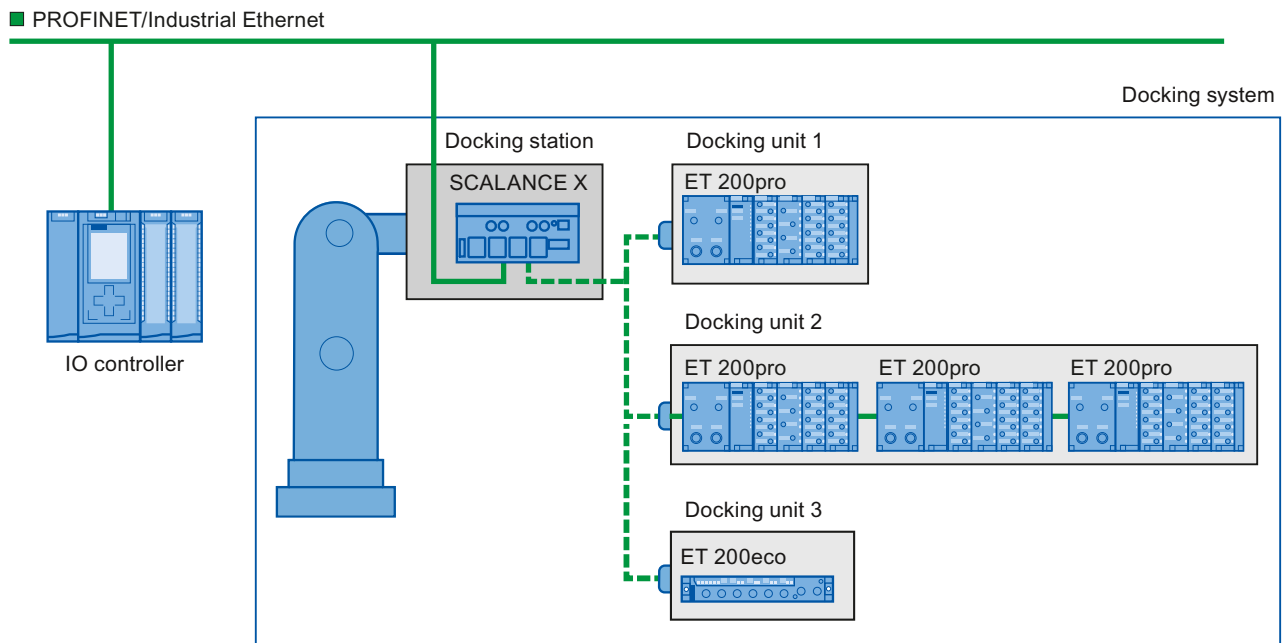 PROFINET/Industrial Ethernet
Docking system
Docking station
Docking unit 1
SCALANCE X
ET 200pro
IO controller
Docking unit 2
ET 200pro ET 200pro ET 200pro
Docking unit 3
ET 200eco